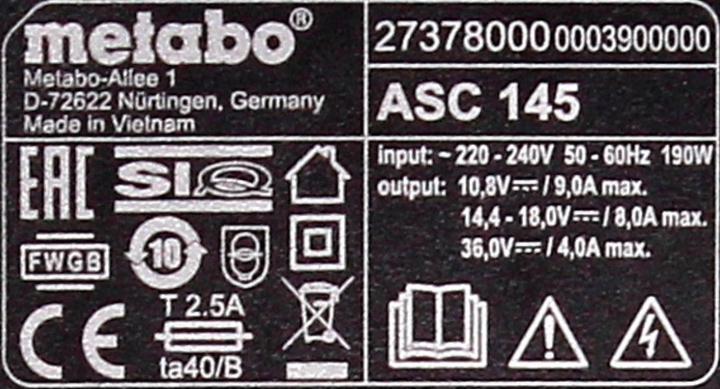 metabo®
Metabo-Allee 1
D-72622 Nürtingen, Germany
Made in Vietnam
27378000 0003900000
ASC 145
input: ~ 220 - 240V 50 - 60Hz 190W
output: 10,8V⎓ / 9,0A max.
14,4 - 18,0V⎓ / 8,0A max.
36,0V⎓ / 4,0A max.
EAC SIQ
FWGB 10
CE
T 2.5A
ta40/B